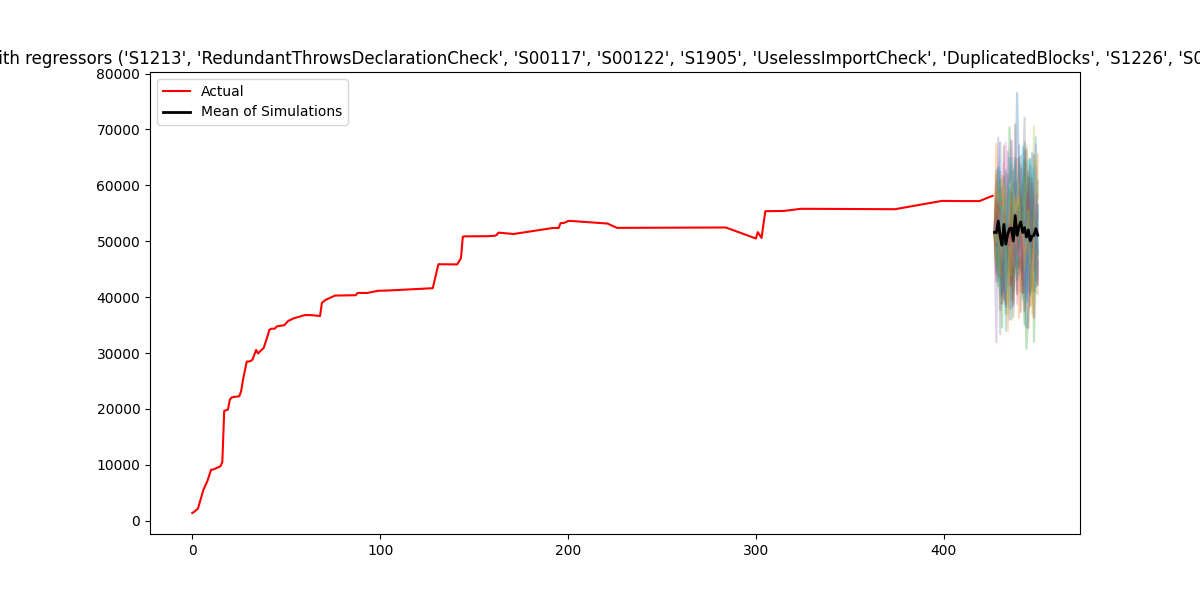 ith regressors ('S1213', 'RedundantThrowsDeclarationCheck', 'S00117', 'S00122', 'S1905', 'UselessImportCheck', 'DuplicatedBlocks', 'S1226', 'S0
80000
70000
60000
50000
40000
30000
20000
10000
0
Actual
Mean of Simulations
0 100 200 300 400